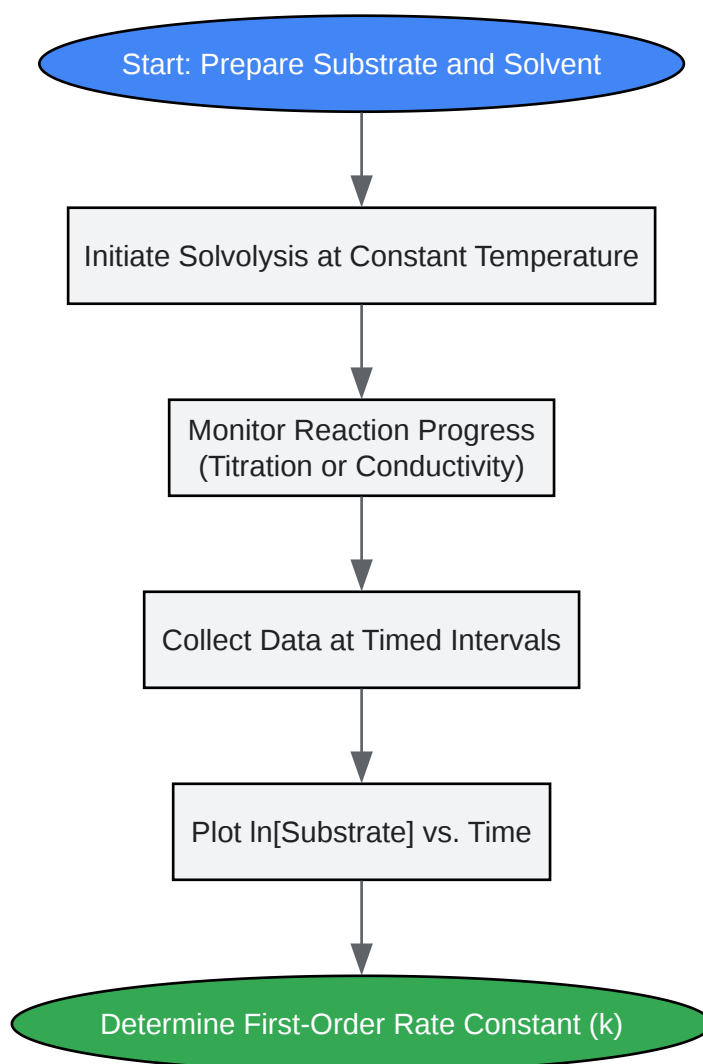 Start: Prepare Substrate and Solvent
Initiate Solvolysis at Constant Temperature
Monitor Reaction Progress
(Titration or Conductivity)
Collect Data at Timed Intervals
Plot ln[Substrate] vs. Time
Determine First-Order Rate Constant (k)